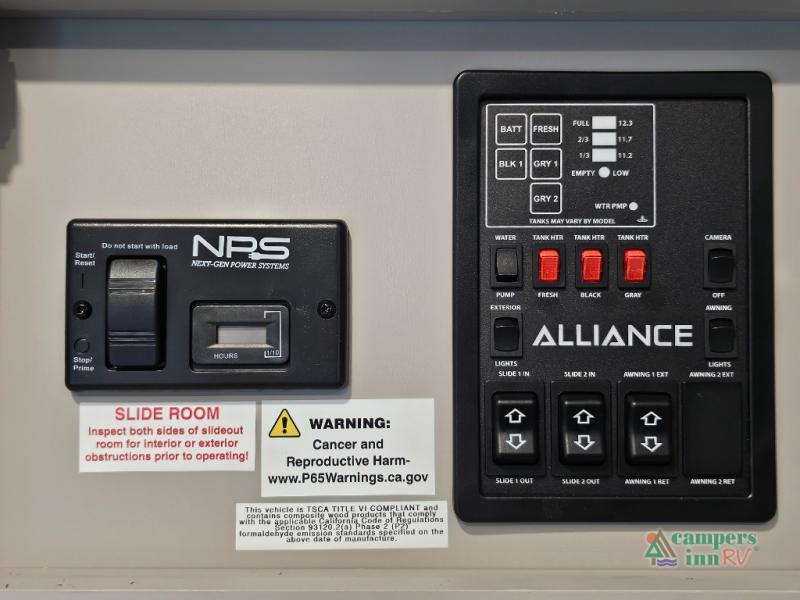 Do not start with load
Start/
Reset
NPS
NEXT-GEN POWER SYSTEMS
Stop/
Prime
HOURS
1/10
SLIDE ROOM
Inspect both sides of slideout
room for interior or exterior
obstructions prior to operating!
WARNING:
Cancer and
Reproductive Harm-
www.P65Warnings.ca.gov
This vehicle is TSCA TITLE VI COMPLIANT and
contains composite wood products that comply
with the applicable California Code of Regulations
Section 93120.2(a) Phase 2 (P2)
formaldehyde emission standards specified on the
above date of manufacture.
BATT FRESH FULL 12.3
2/3 11.7
BLK 1 GRY 1 1/3 11.2
EMPTY LOW
GRY 2 WTR PMP
TANKS MAY VARY BY MODEL
WATER TANK HTR TANK HTR TANK HTR CAMERA
PUMP FRESH BLACK GRAY OFF
EXTERIOR ALLIANCE AWNING
LIGHTS LIGHTS
SLIDE 1 IN SLIDE 2 IN AWNING 1 EXT AWNING 2 EXT
SLIDE 1 OUT SLIDE 2 OUT AWNING 1 RET AWNING 2 RET
campers
inn RV